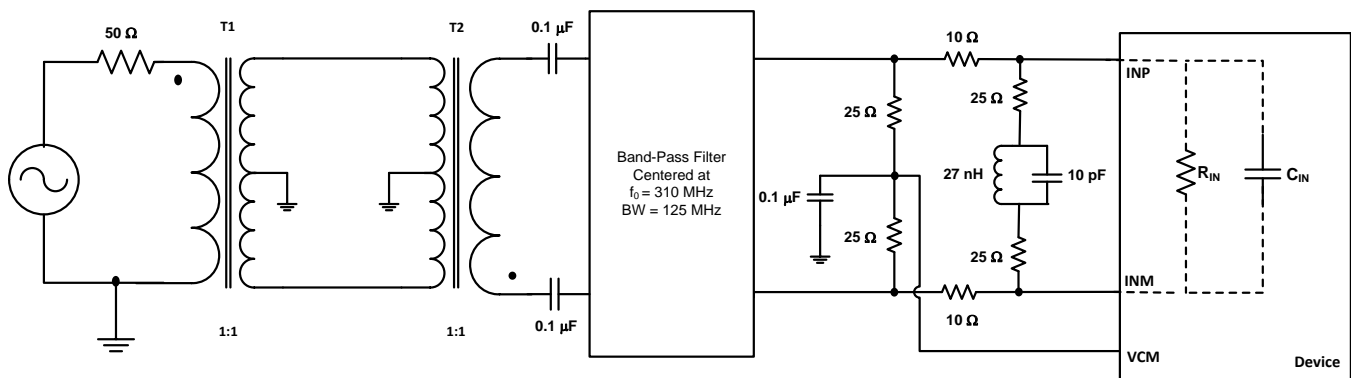 50 Ω
T1
T2
0.1 µF
10 Ω
INP
25 Ω
25 Ω
Band-Pass Filter
Centered at
f₀ = 310 MHz
BW = 125 MHz
27 nH
10 pF
0.1 µF
R_IN
C_IN
25 Ω
25 Ω
INM
10 Ω
0.1 µF
1:1
1:1
VCM
Device